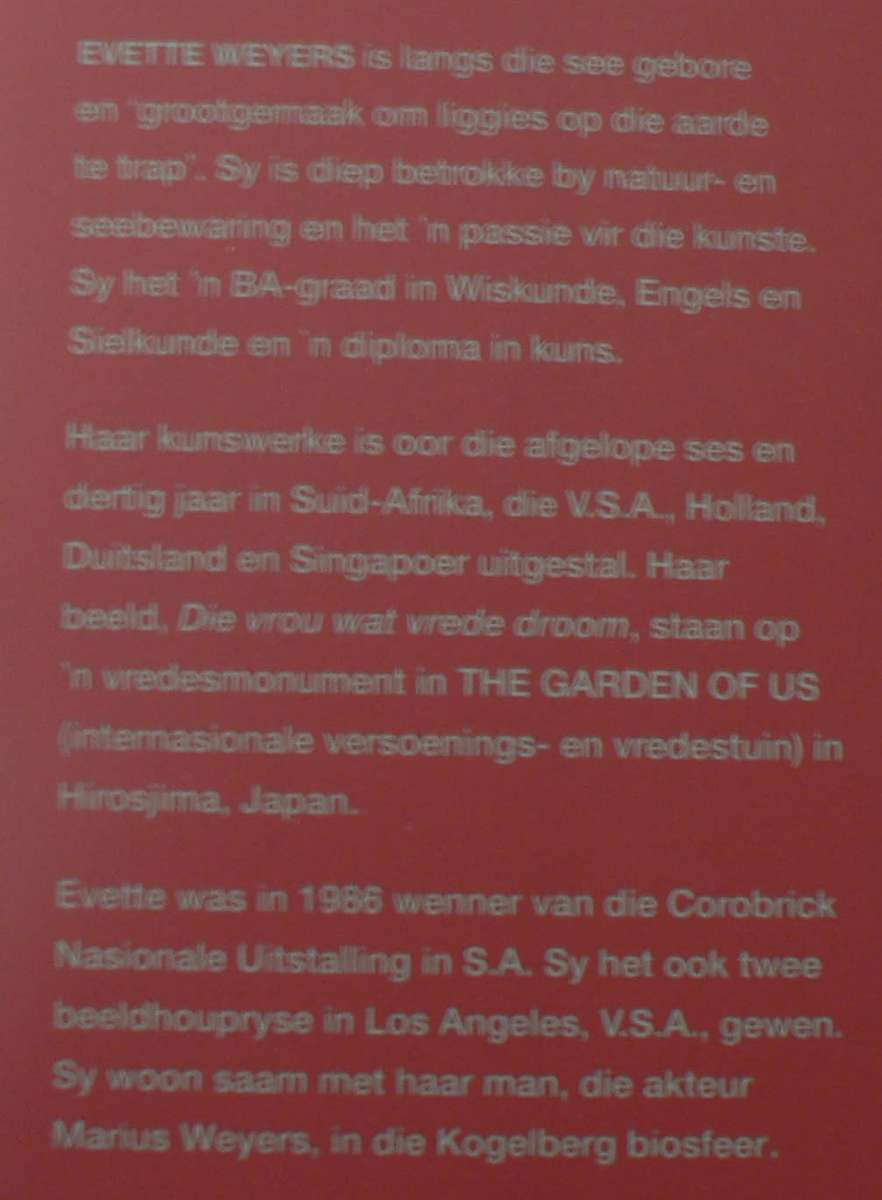 EVETTE WEYERS is langs die see gebore
en "grootgemaak om liggies op die aarde
te trap". Sy is diep betrokke by natuur- en
seebewaring en het 'n passie vir die kunste.
Sy het 'n BA-graad in Wiskunde, Engels en
Sielkunde en 'n diploma in kuns.
Haar kunswerke is oor die afgelope ses en
dertig jaar in Suid-Afrika, die V.S.A., Holland,
Duitsland en Singapoer uitgestal. Haar
beeld, Die vrou wat vrede droom, staan op
'n vredesmonument in THE GARDEN OF US
(internasionale versoenings- en vredestuin) in
Hirosjima, Japan.
Evette was in 1986 wenner van die Corobrick
Nasionale Uitstalling in S.A. Sy het ook twee
beeldhoupryse in Los Angeles, V.S.A., gewen.
Sy woon saam met haar man, die akteur
Marius Weyers, in die Kogelberg biosfeer.